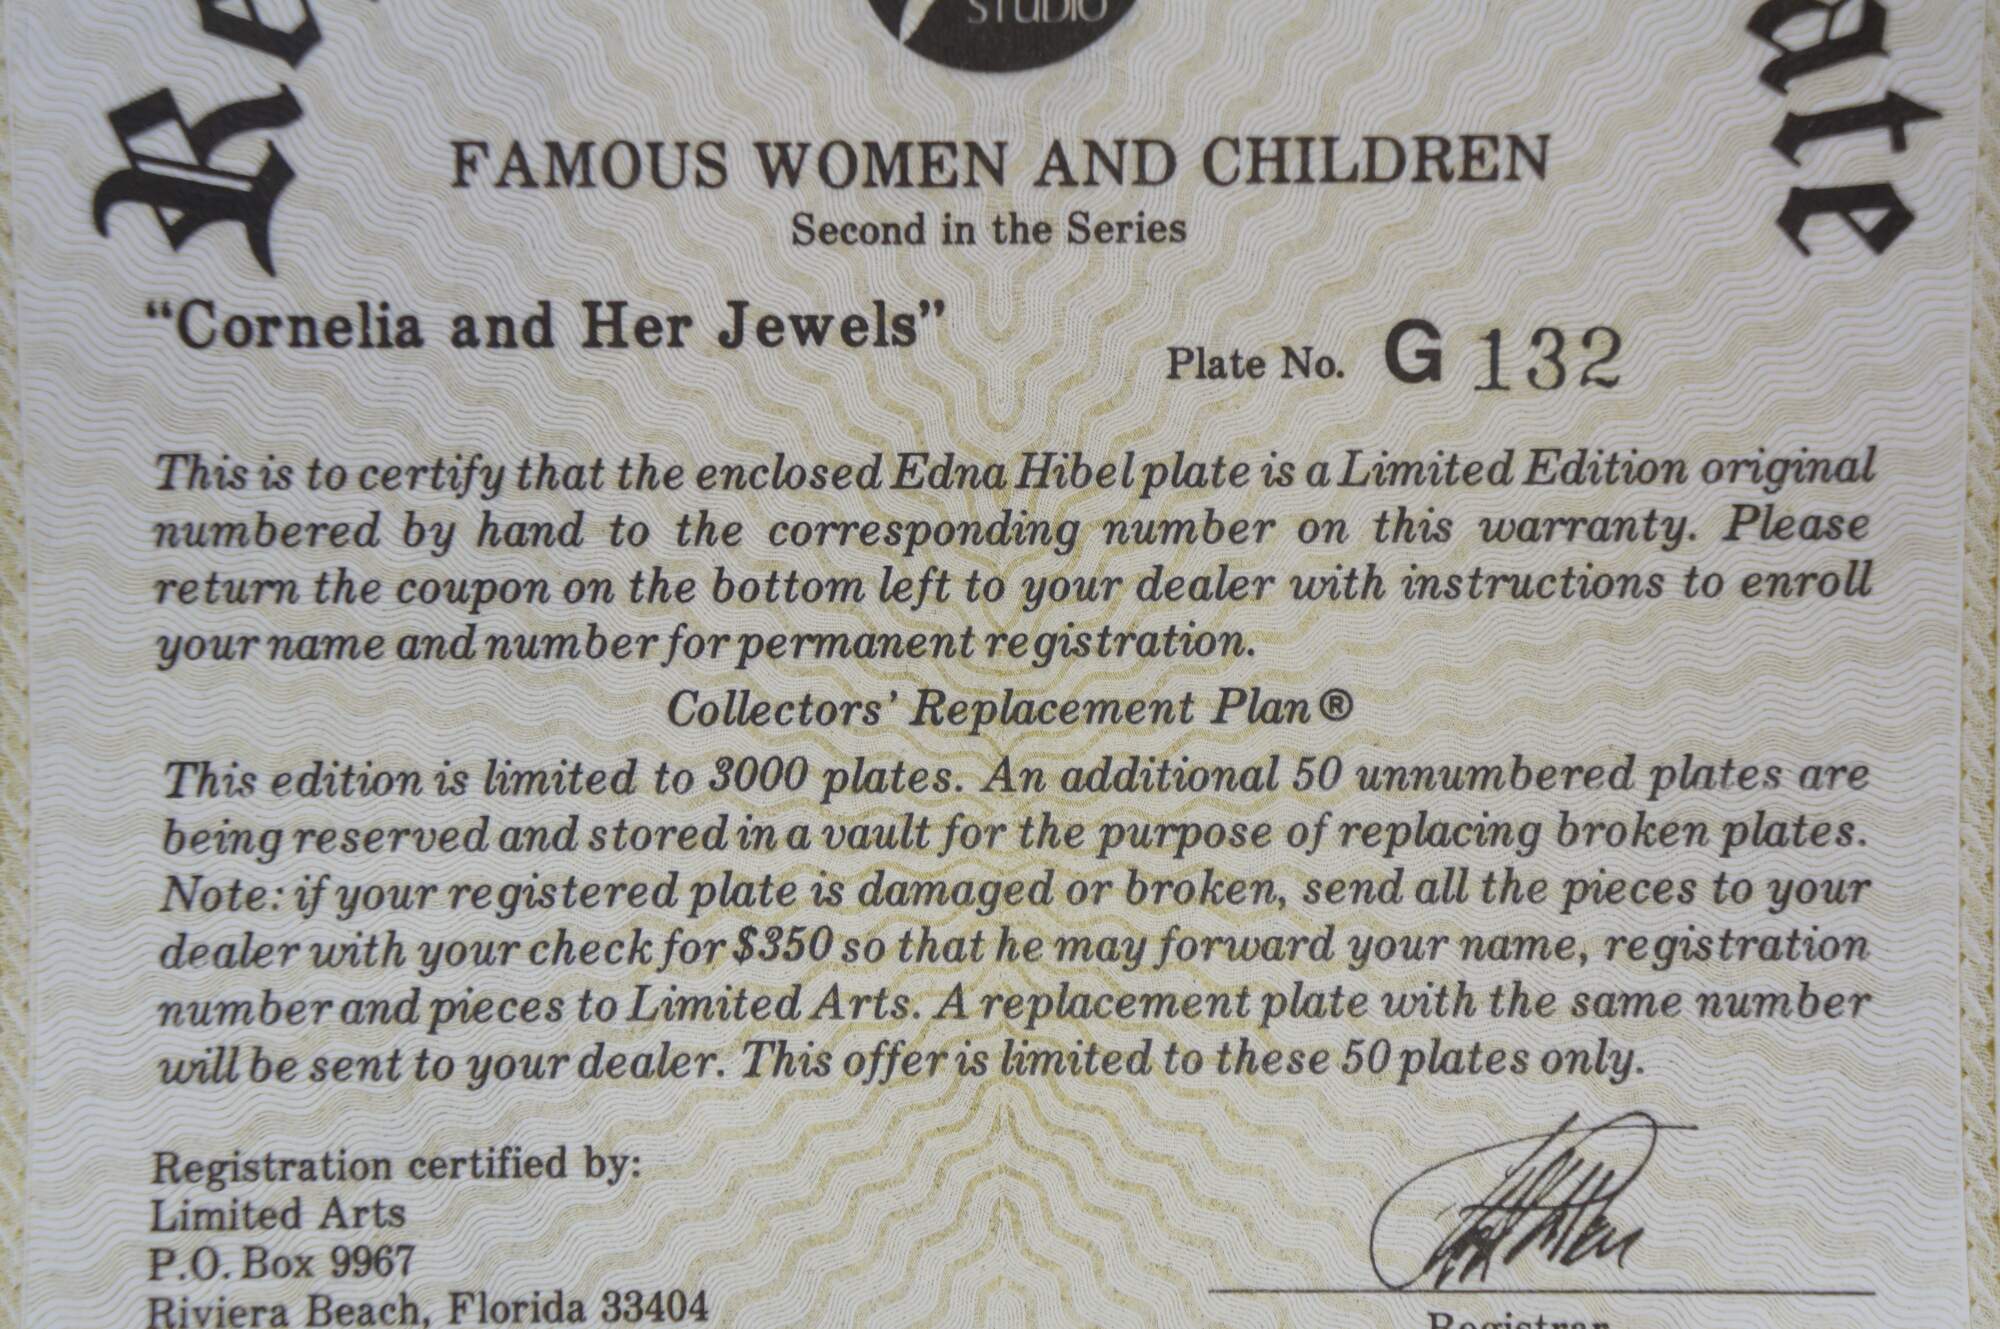 STUDIO
FAMOUS WOMEN AND CHILDREN
Second in the Series
“Cornelia and Her Jewels”
Plate No. G 132
This is to certify that the enclosed Edna Hibel plate is a Limited Edition original
numbered by hand to the corresponding number on this warranty. Please
return the coupon on the bottom left to your dealer with instructions to enroll
your name and number for permanent registration.
Collectors’ Replacement Plan®
This edition is limited to 3000 plates. An additional 50 unnumbered plates are
being reserved and stored in a vault for the purpose of replacing broken plates.
Note: if your registered plate is damaged or broken, send all the pieces to your
dealer with your check for $350 so that he may forward your name, registration
number and pieces to Limited Arts. A replacement plate with the same number
will be sent to your dealer. This offer is limited to these 50 plates only.
Registration certified by:
Limited Arts
P.O. Box 9967
Riviera Beach, Florida 33404
Registrar